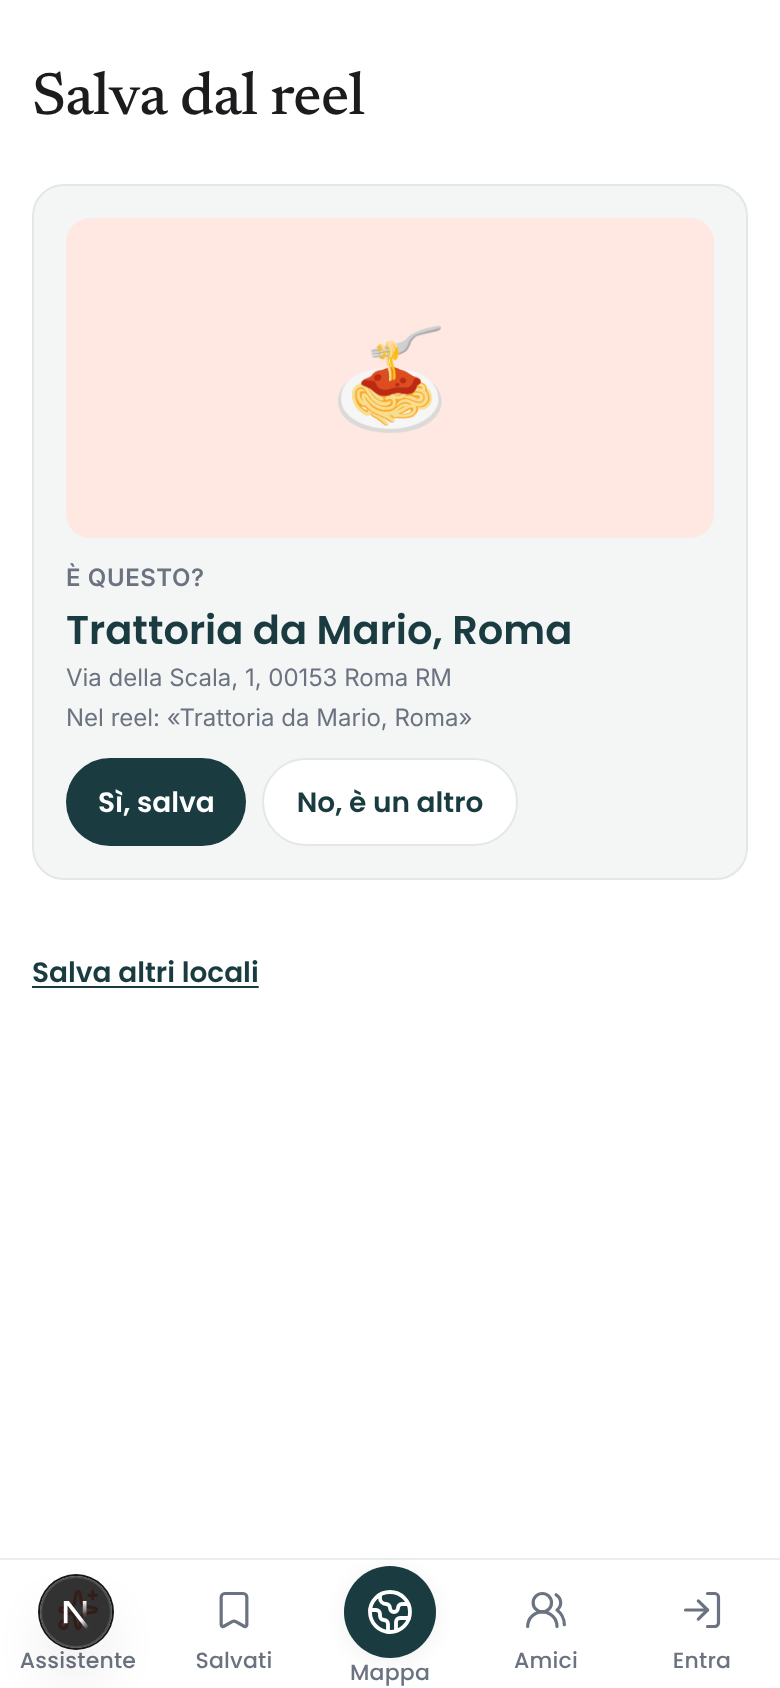 Salva dal reel
È QUESTO?
Trattoria da Mario, Roma
Via della Scala, 1, 00153 Roma RM
Nel reel: «Trattoria da Mario, Roma»
Sì, salva
No, è un altro
Salva altri locali
N
Assistente
Salvati
Mappa
Amici
Entra